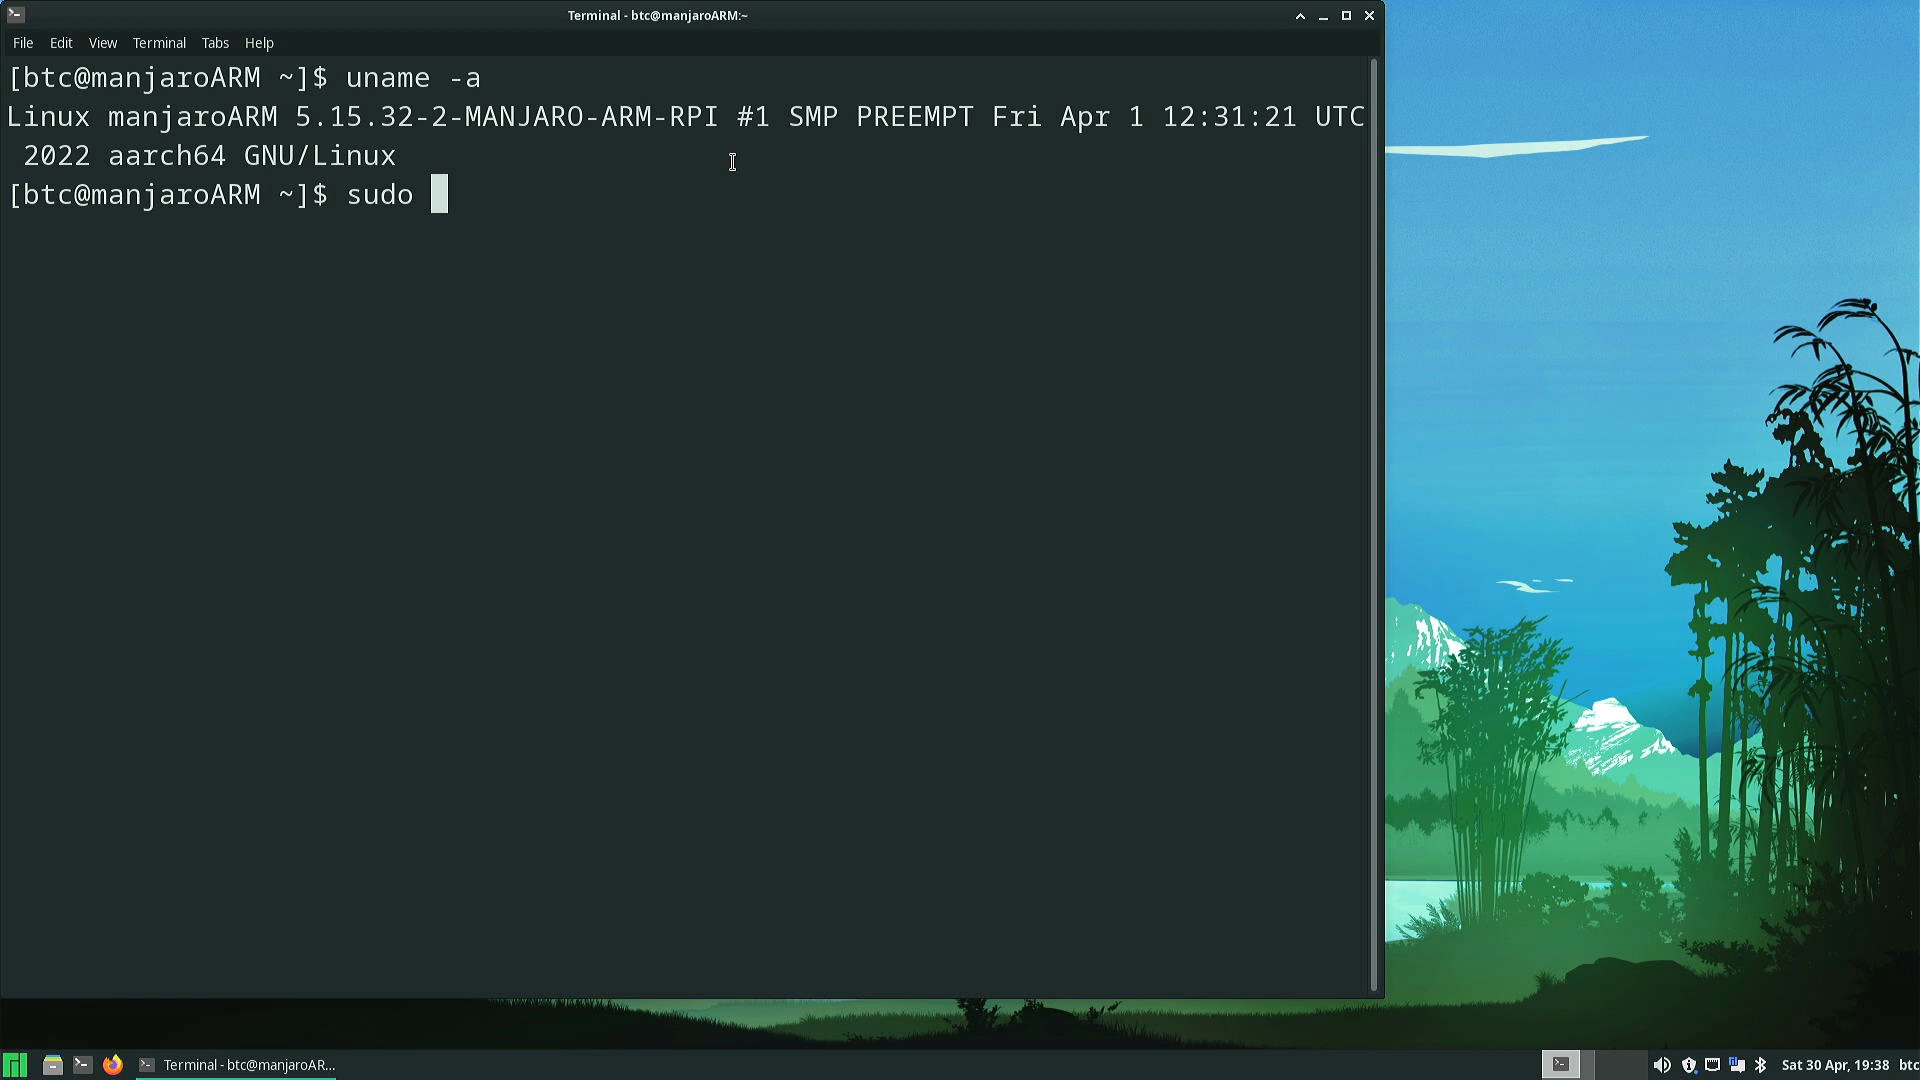 Terminal - btc@manjaroARM:~
File Edit View Terminal Tabs Help
[btc@manjaroARM ~]$ uname -a
Linux manjaroARM 5.15.32-2-MANJARO-ARM-RPI #1 SMP PREEMPT Fri Apr 1 12:31:21 UTC
2022 aarch64 GNU/Linux
[btc@manjaroARM ~]$ sudo
Terminal - btc@manjaroAR... Sat 30 Apr, 19:38 btc